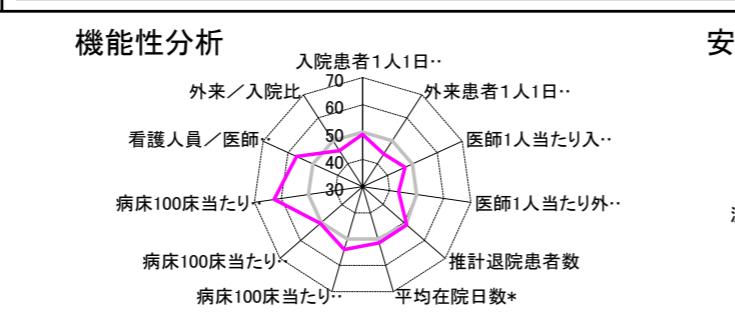 機能性分析
安
入院患者1人1日‥
外来／入院比
70
外来患者1人1日‥
60
看護人員／医師‥
50
医師1人当たり入‥
40
病床100床当たり‥
30
医師1人当たり外‥
病床100床当たり‥
推計退院患者数
病床100床当たり‥
平均在院日数*